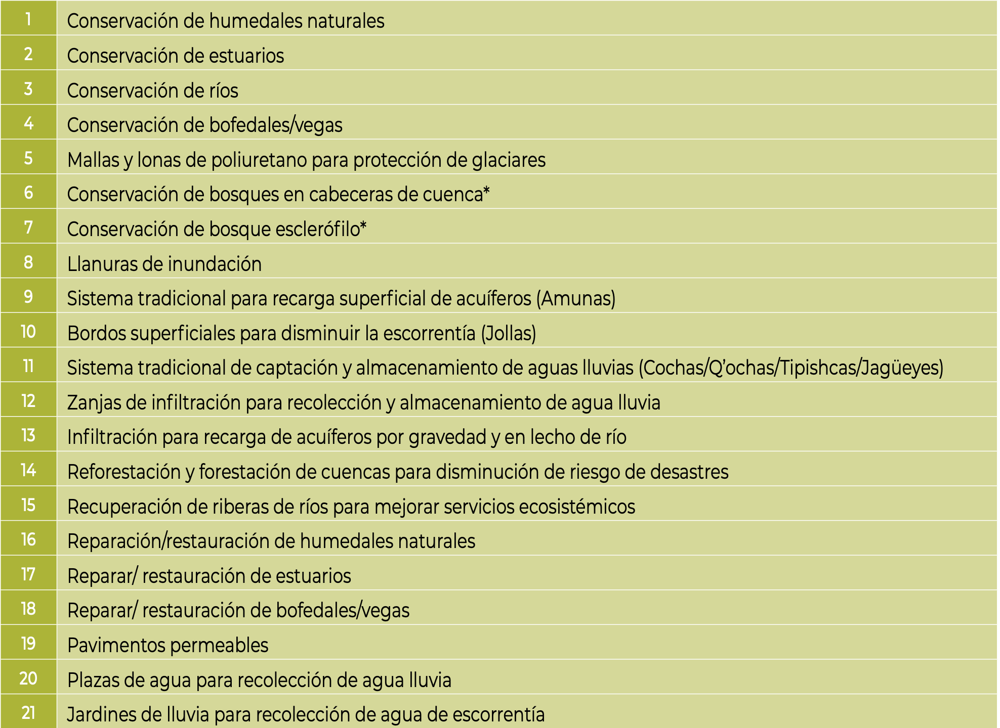 1 Conservación de humedales naturales
2 Conservación de estuarios
3 Conservación de ríos
4 Conservación de bofedales/vegas
5 Mallas y lonas de poliuretano para protección de glaciares
6 Conservación de bosques en cabeceras de cuenca*
7 Conservación de bosque esclerófilo*
8 Llanuras de inundación
9 Sistema tradicional para recarga superficial de acuíferos (Amunas)
10 Bordos superficiales para disminuir la escorrentía (Jollas)
11 Sistema tradicional de captación y almacenamiento de aguas lluvias (Cochas/Q’ochas/Tipishcas/Jagüeyes)
12 Zanjas de infiltración para recolección y almacenamiento de agua lluvia
13 Infiltración para recarga de acuíferos por gravedad y en lecho de río
14 Reforestación y forestación de cuencas para disminución de riesgo de desastres
15 Recuperación de riberas de ríos para mejorar servicios ecosistémicos
16 Reparación/restauración de humedales naturales
17 Reparar/ restauración de estuarios
18 Reparar/ restauración de bofedales/vegas
19 Pavimentos permeables
20 Plazas de agua para recolección de agua lluvia
21 Jardines de lluvia para recolección de agua de escorrentía